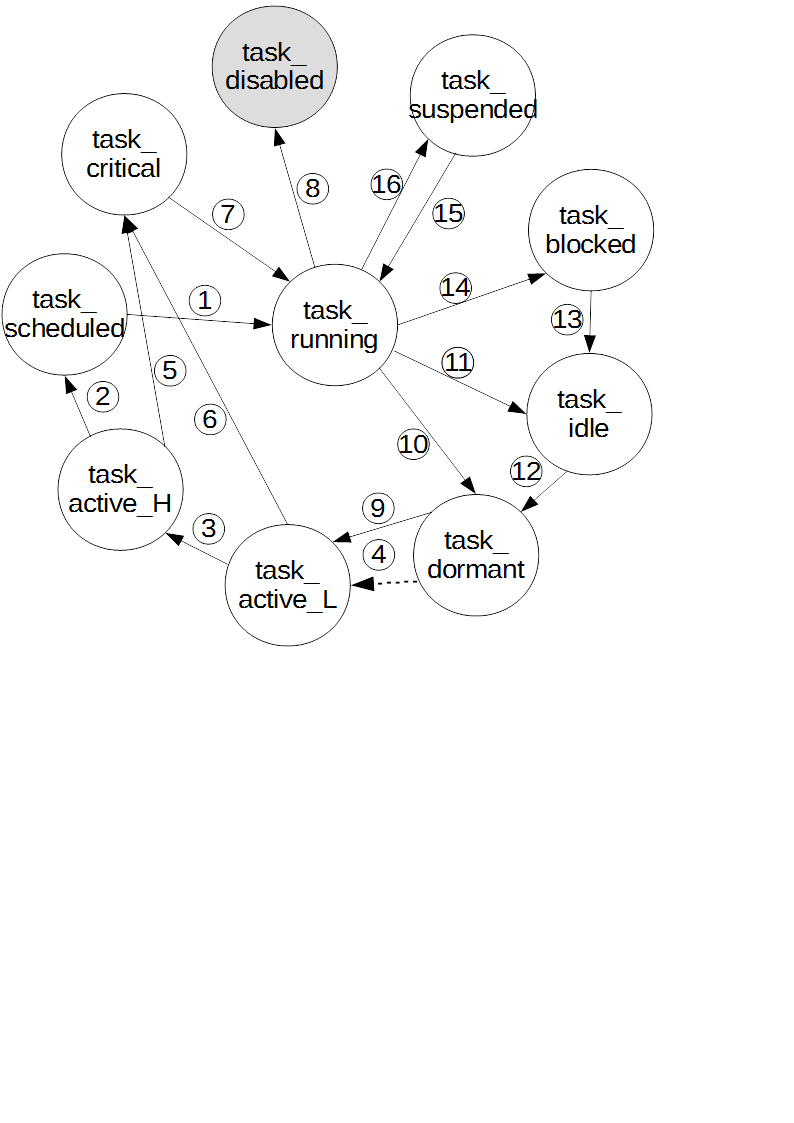 task_
disabled
task_
suspended
task_
critical
16
8
15
7
task_
blocked
task_
scheduled
1
task_
running
14
13
11
5
2
6
task_
idle
10
12
task_
active_H
9
3
4
task_
dormant
task_
active_L